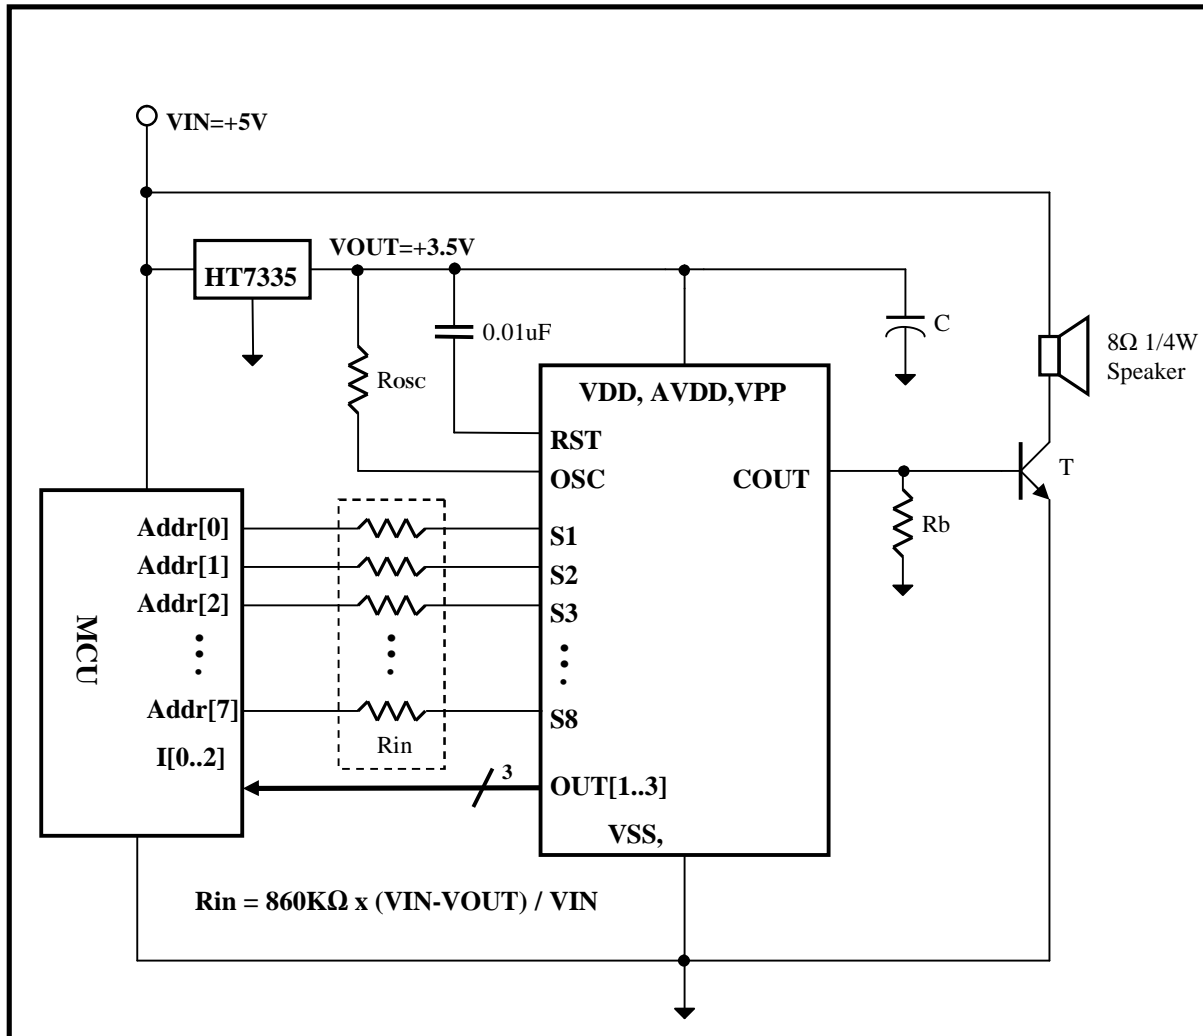 VIN=+5V
VOUT=+3.5V
HT7335
0.01uF
C
8Ω 1/4W
Speaker
Rosc
VDD, AVDD,VPP
RST
OSC
COUT
T
Rb
MCU
Addr[0]
S1
Addr[1]
S2
Addr[2]
S3
Addr[7]
S8
Rin
I[0..2]
3
OUT[1..3]
VSS,
Rin = 860KΩ x (VIN-VOUT) / VIN